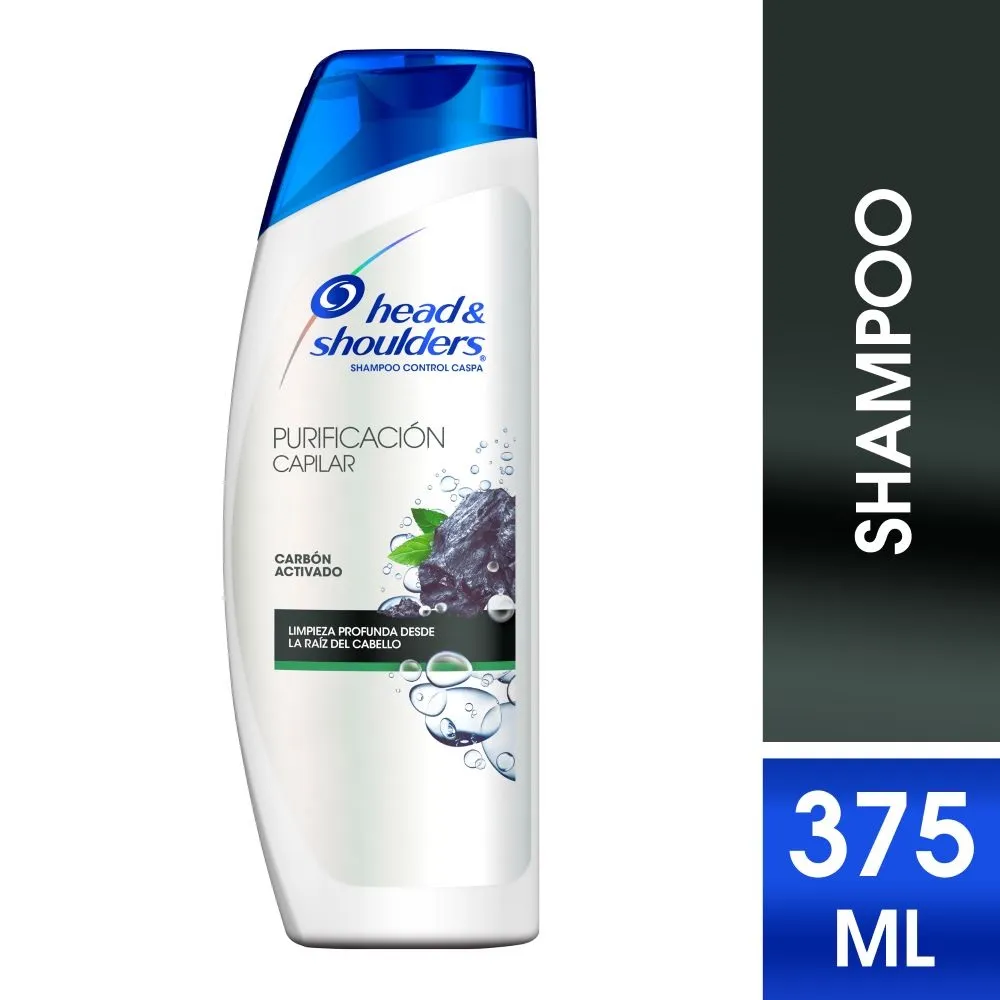 head &
shoulders®
SHAMPOO CONTROL CASPA
PURIFICACIÓN
CAPILAR
CARBÓN
ACTIVADO
LIMPIEZA PROFUNDA DESDE
LA RAÍZ DEL CABELLO
SHAMPOO
375
ML